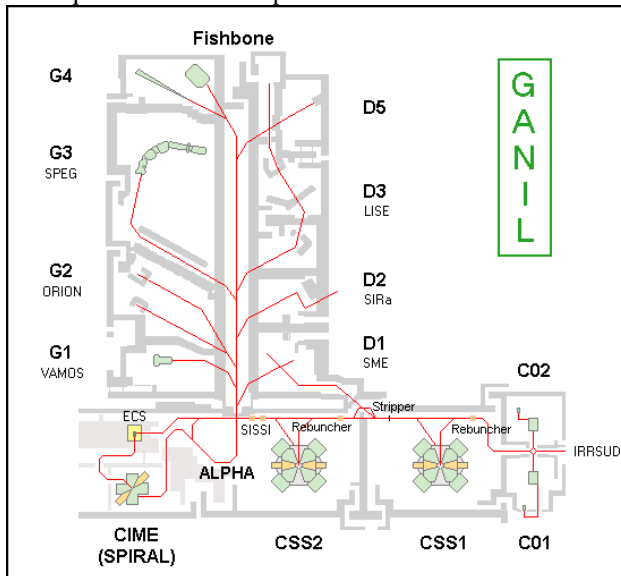 Fishbone
G4
G
A
N
I
L
D5
G3
SPEG
D3
LISE
G2
ORION
D2
SIRa
G1
VAMOS
D1
SME
C02
ECS
Stripper
SISSI
Rebuncher
Rebuncher
IRRSUD
ALPHA
CIME
(SPIRAL)
CSS2
CSS1
C01